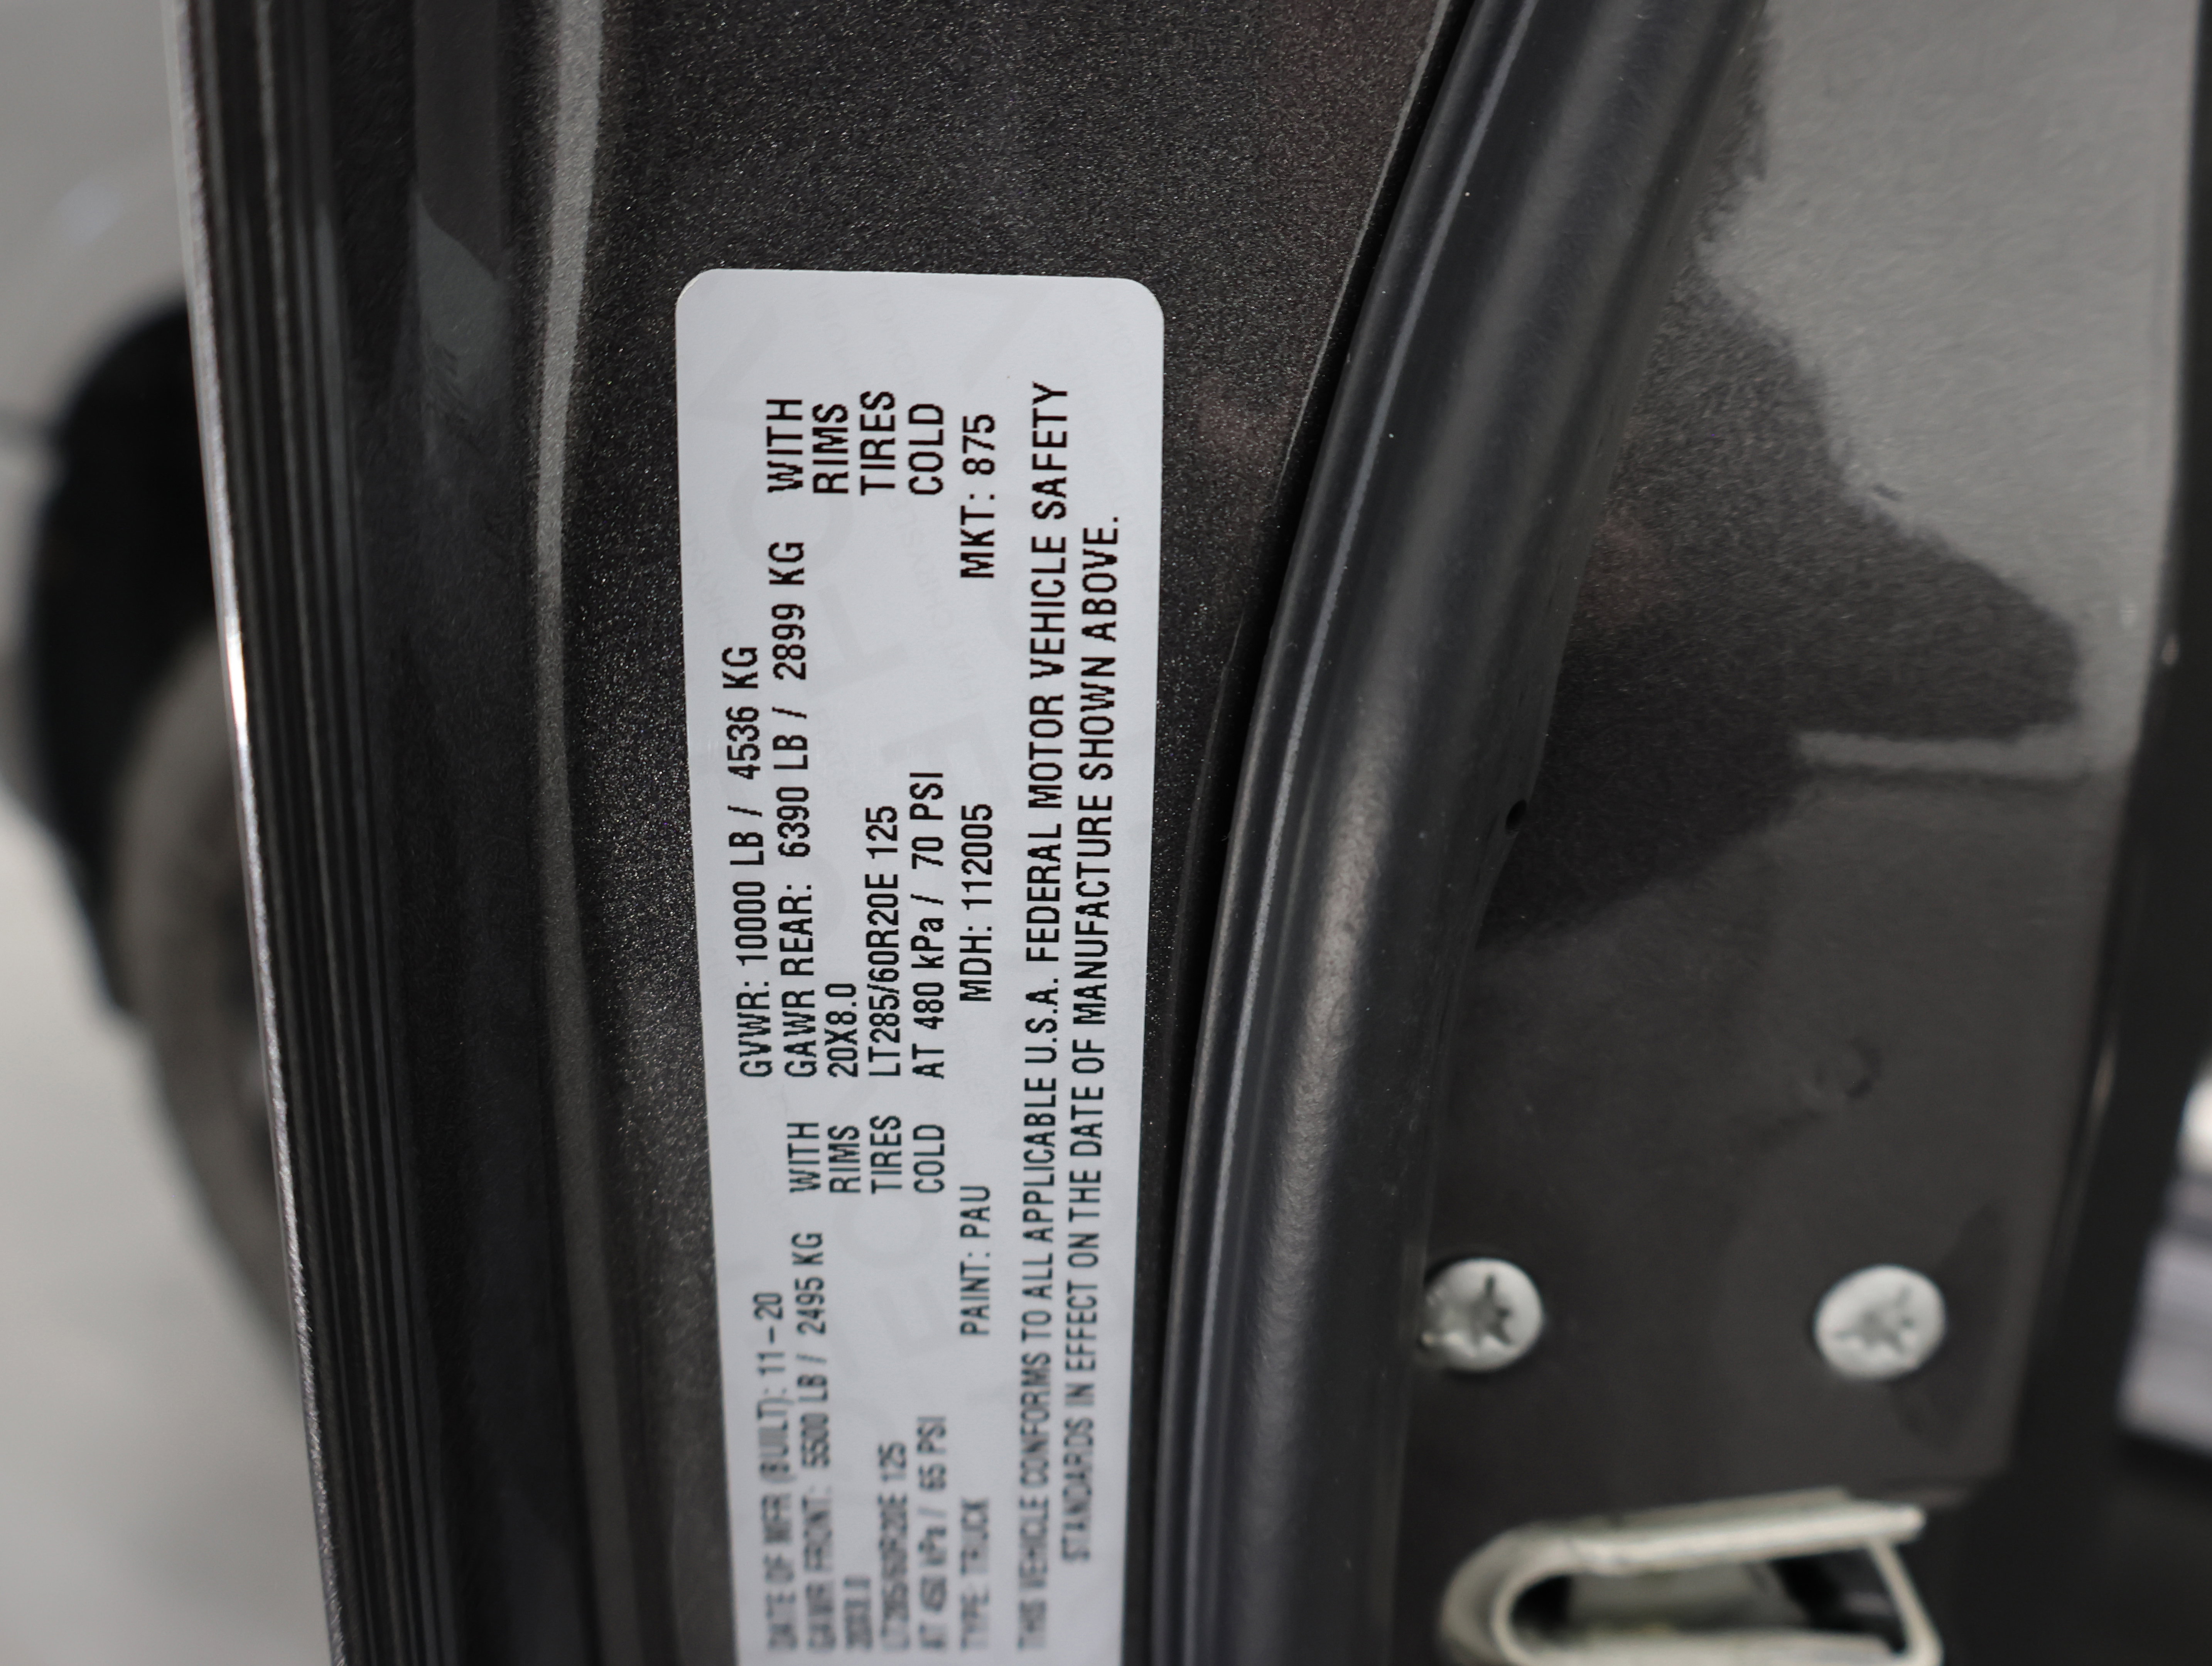 DATE OF MFR (BUILT): 11-20 GVWR: 10000 LB / 4536 KG
GAWR FRONT: 5500 LB / 2495 KG WITH GAWR REAR: 6390 LB / 2899 KG WITH
20X8.0 RIMS 20X8.0 RIMS
LT285/60R20E 125 TIRES LT285/60R20E 125 TIRES
AT 450 kPa / 65 PSI COLD AT 480 kPa / 70 PSI COLD
TYPE: TRUCK PAINT: PAU MDH: 112005 MKT: 875
THIS VEHICLE CONFORMS TO ALL APPLICABLE U.S.A. FEDERAL MOTOR VEHICLE SAFETY
STANDARDS IN EFFECT ON THE DATE OF MANUFACTURE SHOWN ABOVE.